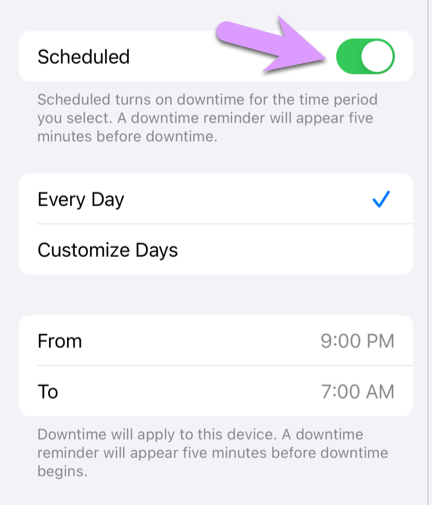 Scheduled
Scheduled turns on downtime for the time period
you select. A downtime reminder will appear five
minutes before downtime.
Every Day
Customize Days
From 9:00 PM
To 7:00 AM
Downtime will apply to this device. A downtime
reminder will appear five minutes before downtime
begins.